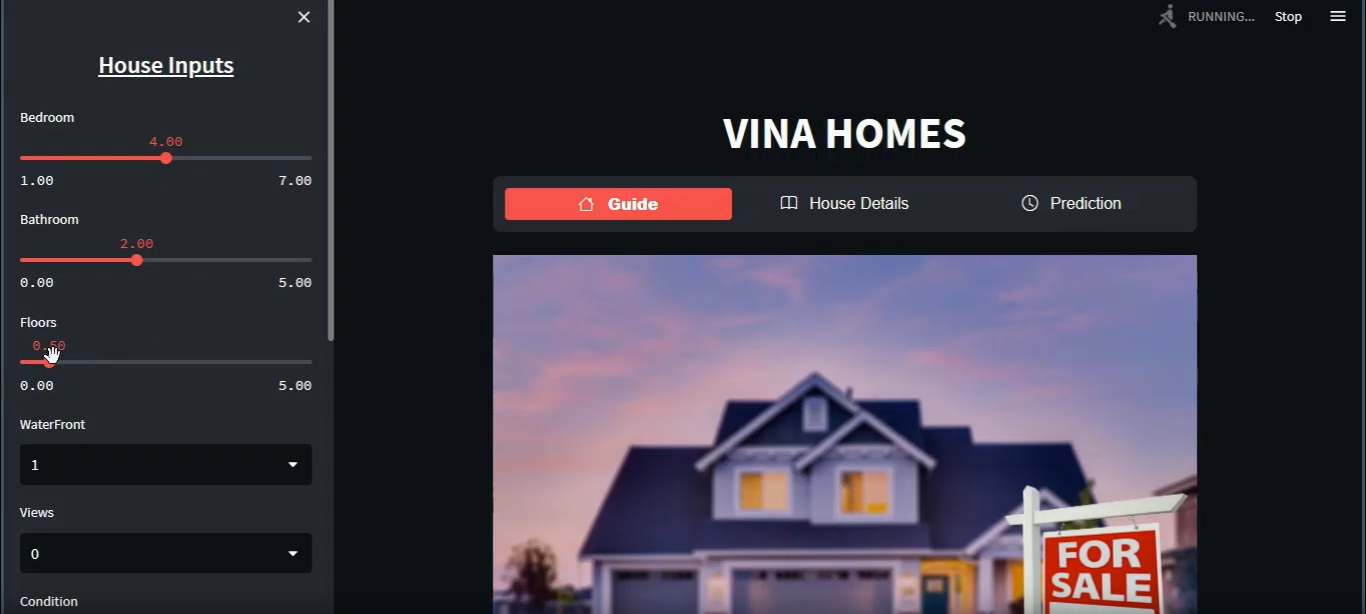 RUNNING... Stop
House Inputs
Bedroom
4.00
1.00 7.00
Bathroom
2.00
0.00 5.00
Floors
0.50
0.00 5.00
WaterFront
1
Views
0
Condition
VINA HOMES
Guide House Details Prediction
FOR
SALE